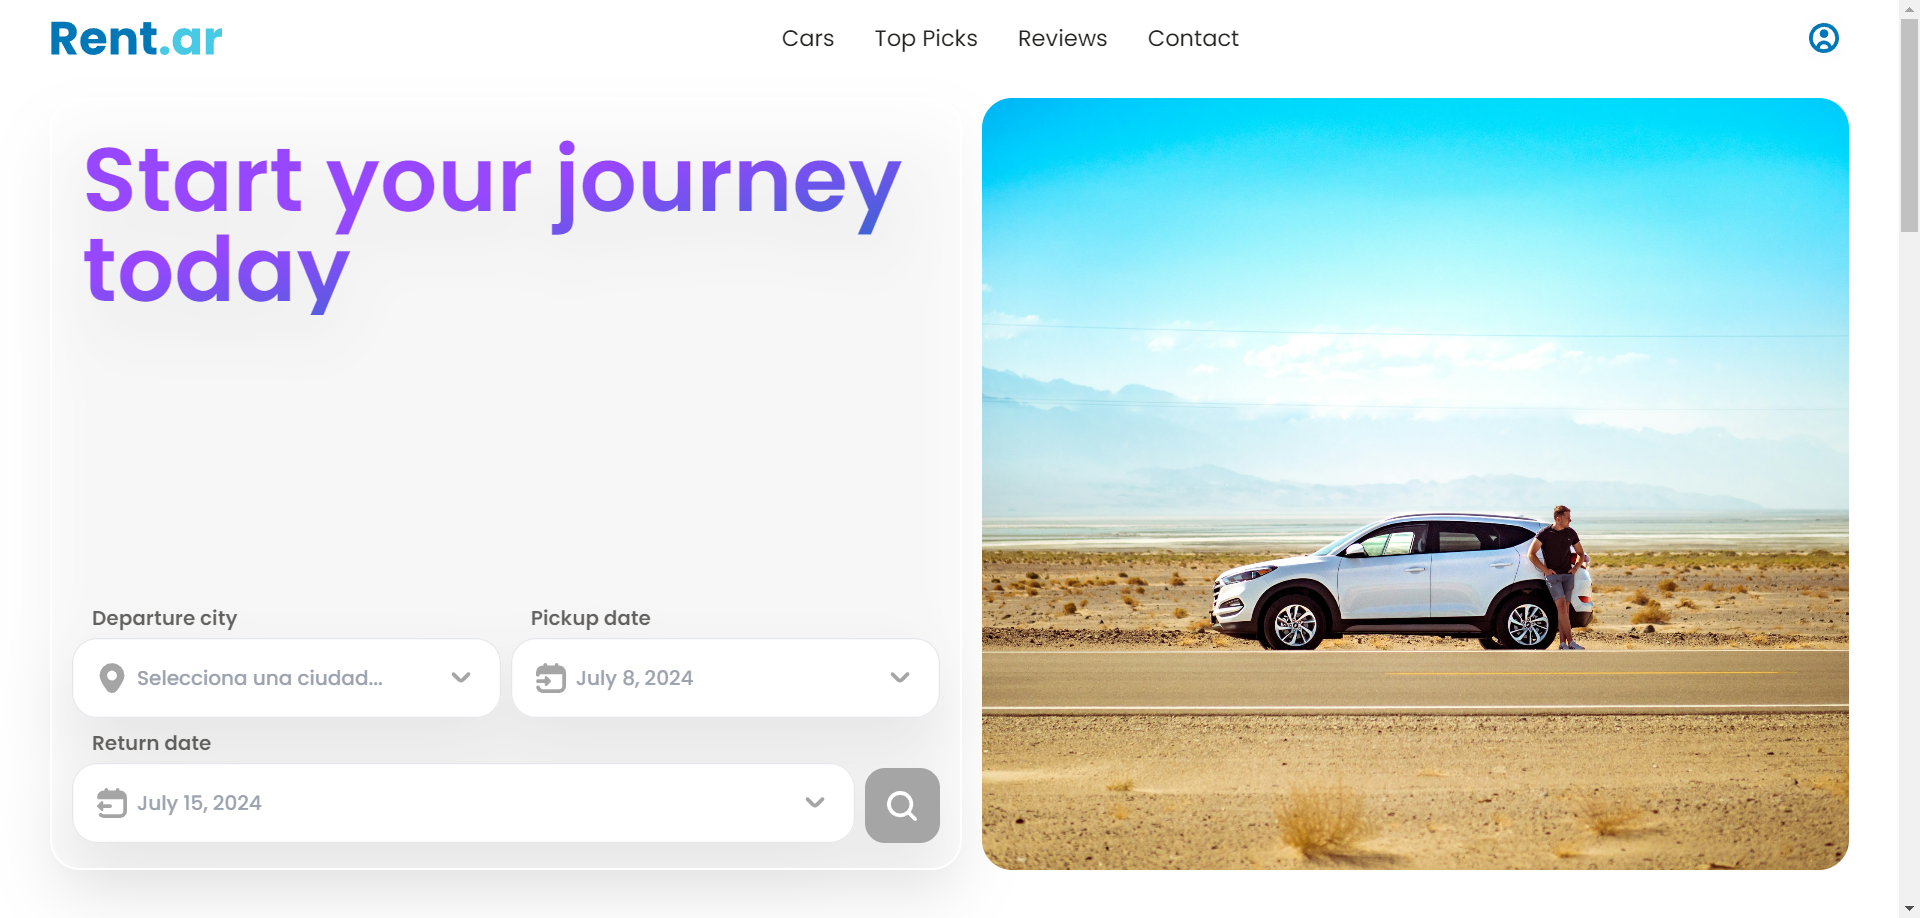 Rent.ar
Cars
Top Picks
Reviews
Contact
Start your journey
today
Departure city
Selecciona una ciudad...
Pickup date
July 8, 2024
Return date
July 15, 2024